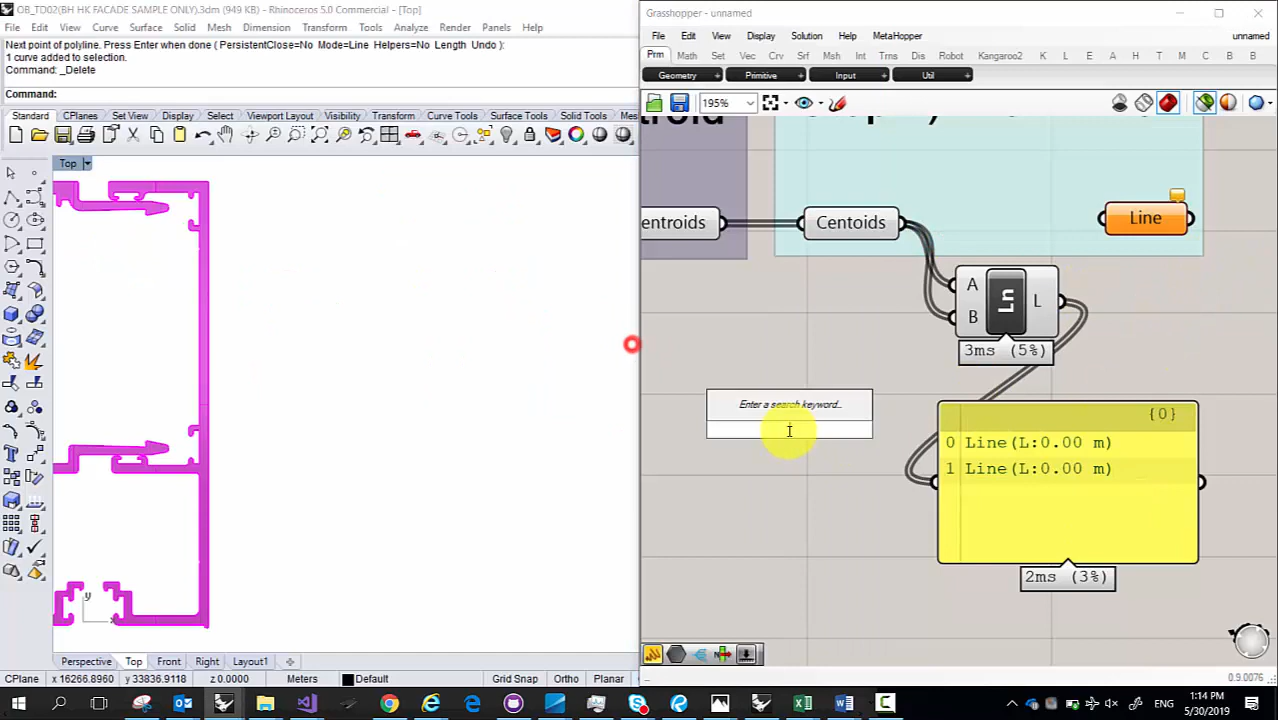 OB_TD02(BH HK FACADE SAMPLE ONLY).3dm (949 KB) - Rhinoceros 5.0 Commercial - [Top]
File Edit View Curve Surface Solid Mesh Dimension Transform Tools Analyze Render Panels
Next point of polyline. Press Enter when done ( PersistentClose=No Mode=Line Helpers=No Length Undo ):
1 curve added to selection.
Command: _Delete
Command:
Standard CPlanes Set View Display Select Viewport Layout Visibility Transform Curve Tools Surface Tools Solid Tools Mes
Top
y
Perspective Top Front Right Layout1
CPlane x 16266.8960 y 33836.9118 z 0.0000 Meters Default Grid Snap Ortho Planar
Grasshopper - unnamed
File Edit View Display Solution Help MetaHopper unnamed
Prm Math Set Vec Crv Srf Msh Int Trns Dis Robot Kangaroo2 K L E A H T M C B B
Geometry + Primitive + Input + Util +
195%
entroids
Centoids
Line
A
B
Ln
L
3ms (5%)
Enter a search keyword...
{0}
0 Line(L:0.00 m)
1 Line(L:0.00 m)
2ms (3%)
0.9.0076
ENG
1:14 PM
5/30/2019